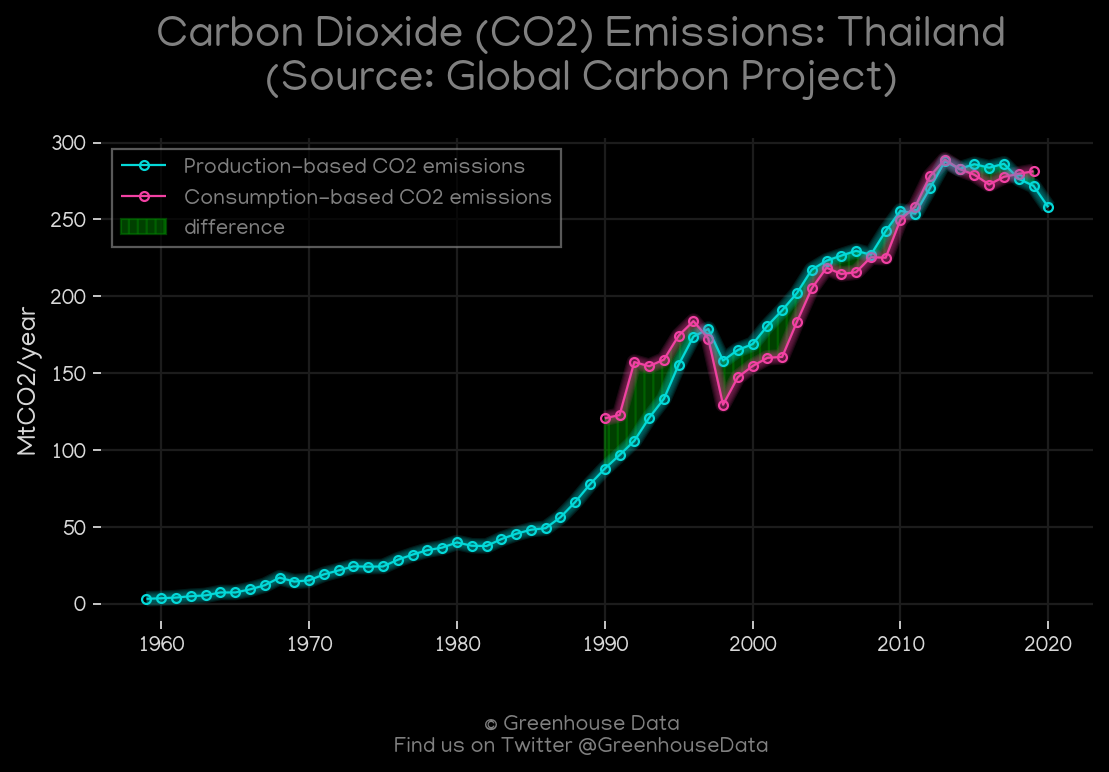 Carbon Dioxide (CO2) Emissions: Thailand
(Source: Global Carbon Project)
300
250
200
150
100
50
0
MtCO2/year
Production-based CO2 emissions
Consumption-based CO2 emissions
difference
1960
1970
1980
1990
2000
2010
2020
© Greenhouse Data
Find us on Twitter @GreenhouseData